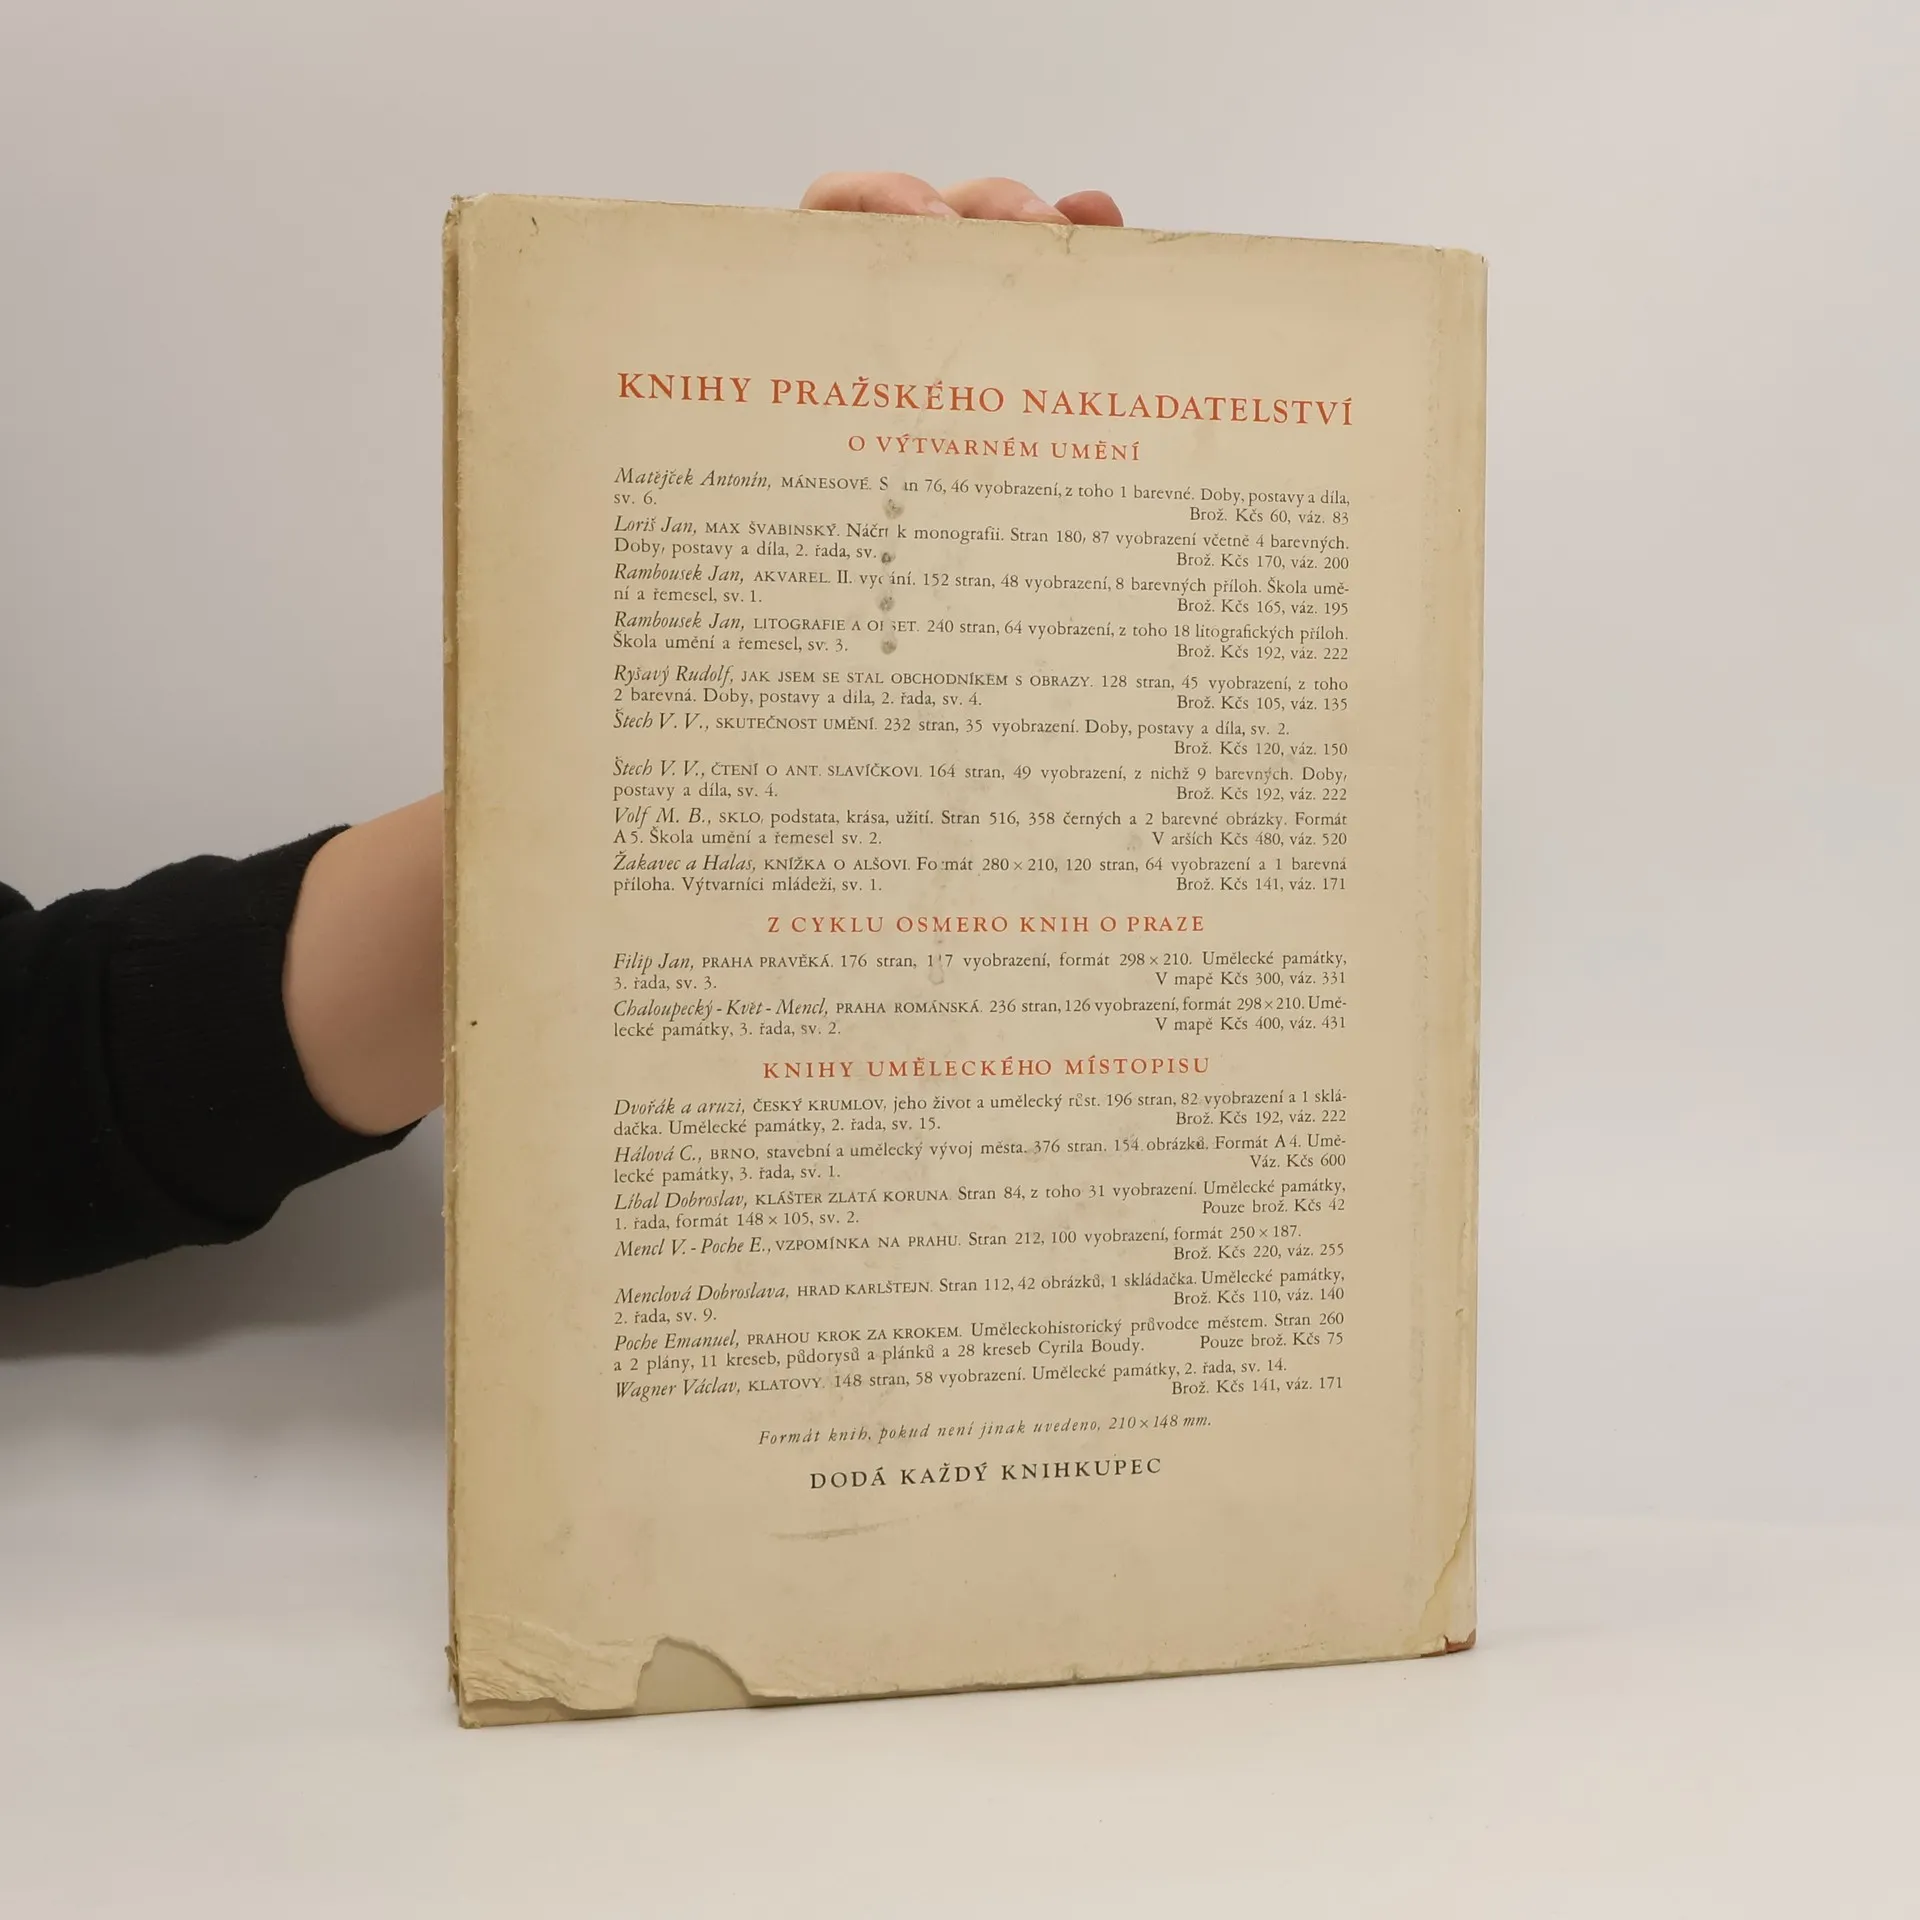 KNIHY PRAŽSKÉHO NAKLADATELSTVÍ
O VÝTVARNÉM UMĚNÍ
Matějček Antonín, MÁNESOVÉ. 76, 46 vyobrazení, z toho 1 barevné. Doby, postavy a díla,
sv. 6. Brož. Kčs 60, váz. 83
Loriš Jan, MAX ŠVABINSKÝ. Náčrt k monografii. Stran 180, 87 vyobrazení včetně 4 barevných.
Doby, postavy a díla, 2. řada, sv. Brož. Kčs 170, váz. 200
Rambousek Jan, AKVAREL. II. vydání. 152 stran, 48 vyobrazení, 8 barevných příloh. Škola umě-
ní a řemesel, sv. 1. Brož. Kčs 165, váz. 195
Rambousek Jan, LITOGRAFIE A OFSET. 240 stran, 64 vyobrazení, z toho 18 litografických příloh.
Škola umění a řemesel, sv. 3. Brož. Kčs 192, váz. 222
Ryšavý Rudolf, JAK JSEM SE STAL OBCHODNÍKEM S OBRAZY. 128 stran, 45 vyobrazení, z toho
2 barevná. Doby, postavy a díla, 2. řada, sv. 4. Brož. Kčs 105, váz. 135
Štech V. V., SKUTEČNOST UMĚNÍ. 232 stran, 35 vyobrazení. Doby, postavy a díla, sv. 2.
Brož. Kčs 120, váz. 150
Štech V. V., ČTENÍ O ANT. SLAVÍČKOVI. 164 stran, 49 vyobrazení, z nichž 9 barevných. Doby,
postavy a díla, sv. 4. Brož. Kčs 192, váz. 222
Volf M. B., SKLO, podstata, krása, užití. Stran 516, 358 černých a 2 barevné obrázky. Formát
A 5. Škola umění a řemesel sv. 2. V arších Kčs 480, váz. 520
Žakavec a Halas, KNÍŽKA O ALŠOVI. Formát 280 × 210, 120 stran, 64 vyobrazení a 1 barevná
příloha. Výtvarníci mládeži, sv. 1. Brož. Kčs 141, váz. 171
Z CYKLU OSMERO KNIH O PRAZE
Filip Jan, PRAHA PRAVĚKÁ. 176 stran, vyobrazení, formát 298 × 210. Umělecké památky,
3. řada, sv. 3. V mapě Kčs 300, váz. 331
Chaloupecký - Květ - Mencl, PRAHA ROMÁNSKÁ. 236 stran, 126 vyobrazení, formát 298 × 210. Umě-
lecké památky, 3. řada, sv. 2. V mapě Kčs 400, váz. 431
KNIHY UMĚLECKÉHO MÍSTOPISU
Dvořák a druzi, ČESKÝ KRUMLOV, jeho život a umělecký růst. 196 stran, 82 vyobrazení a 1 sklá-
dačka. Umělecké památky, 2. řada, sv. 15. Brož. Kčs 192, váz. 222
Hálová C., BRNO, stavební a umělecký vývoj města. 376 stran. 154 obrázků. Formát A 4. Umě-
lecké památky, 3. řada, sv. 1. Váz. Kčs 600
Líbal Dobroslav, KLÁŠTER ZLATÁ KORUNA. Stran 84, z toho 31 vyobrazení. Umělecké památky,
1. řada, formát 148 × 105, sv. 2. Pouze brož. Kčs 42
Mencl V. - Poche E., VZPOMÍNKA NA PRAHU. Stran 212, 100 vyobrazení, formát 250 × 187.
Brož. Kčs 220, váz. 255
Menclová Dobroslava, HRAD KARLŠTEJN. Stran 112, 42 obrázků, 1 skládačka. Umělecké památky,
2. řada, sv. 9. Brož. Kčs 110, váz. 140
Poche Emanuel, PRAHOU KROK ZA KROKEM. Uměleckohistorický průvodce městem. Stran 260
a 2 plány, 11 kreseb, půdorysů a plánků a 28 kreseb Cyrila Boudy. Pouze brož. Kčs 75
Wagner Václav, KLATOVY. 148 stran, 58 vyobrazení. Umělecké památky, 2. řada, sv. 14.
Brož. Kčs 141, váz. 171
Formát knih, pokud není jinak uvedeno, 210 × 148 mm.
DODÁ KAŽDÝ KNIHKUPEC